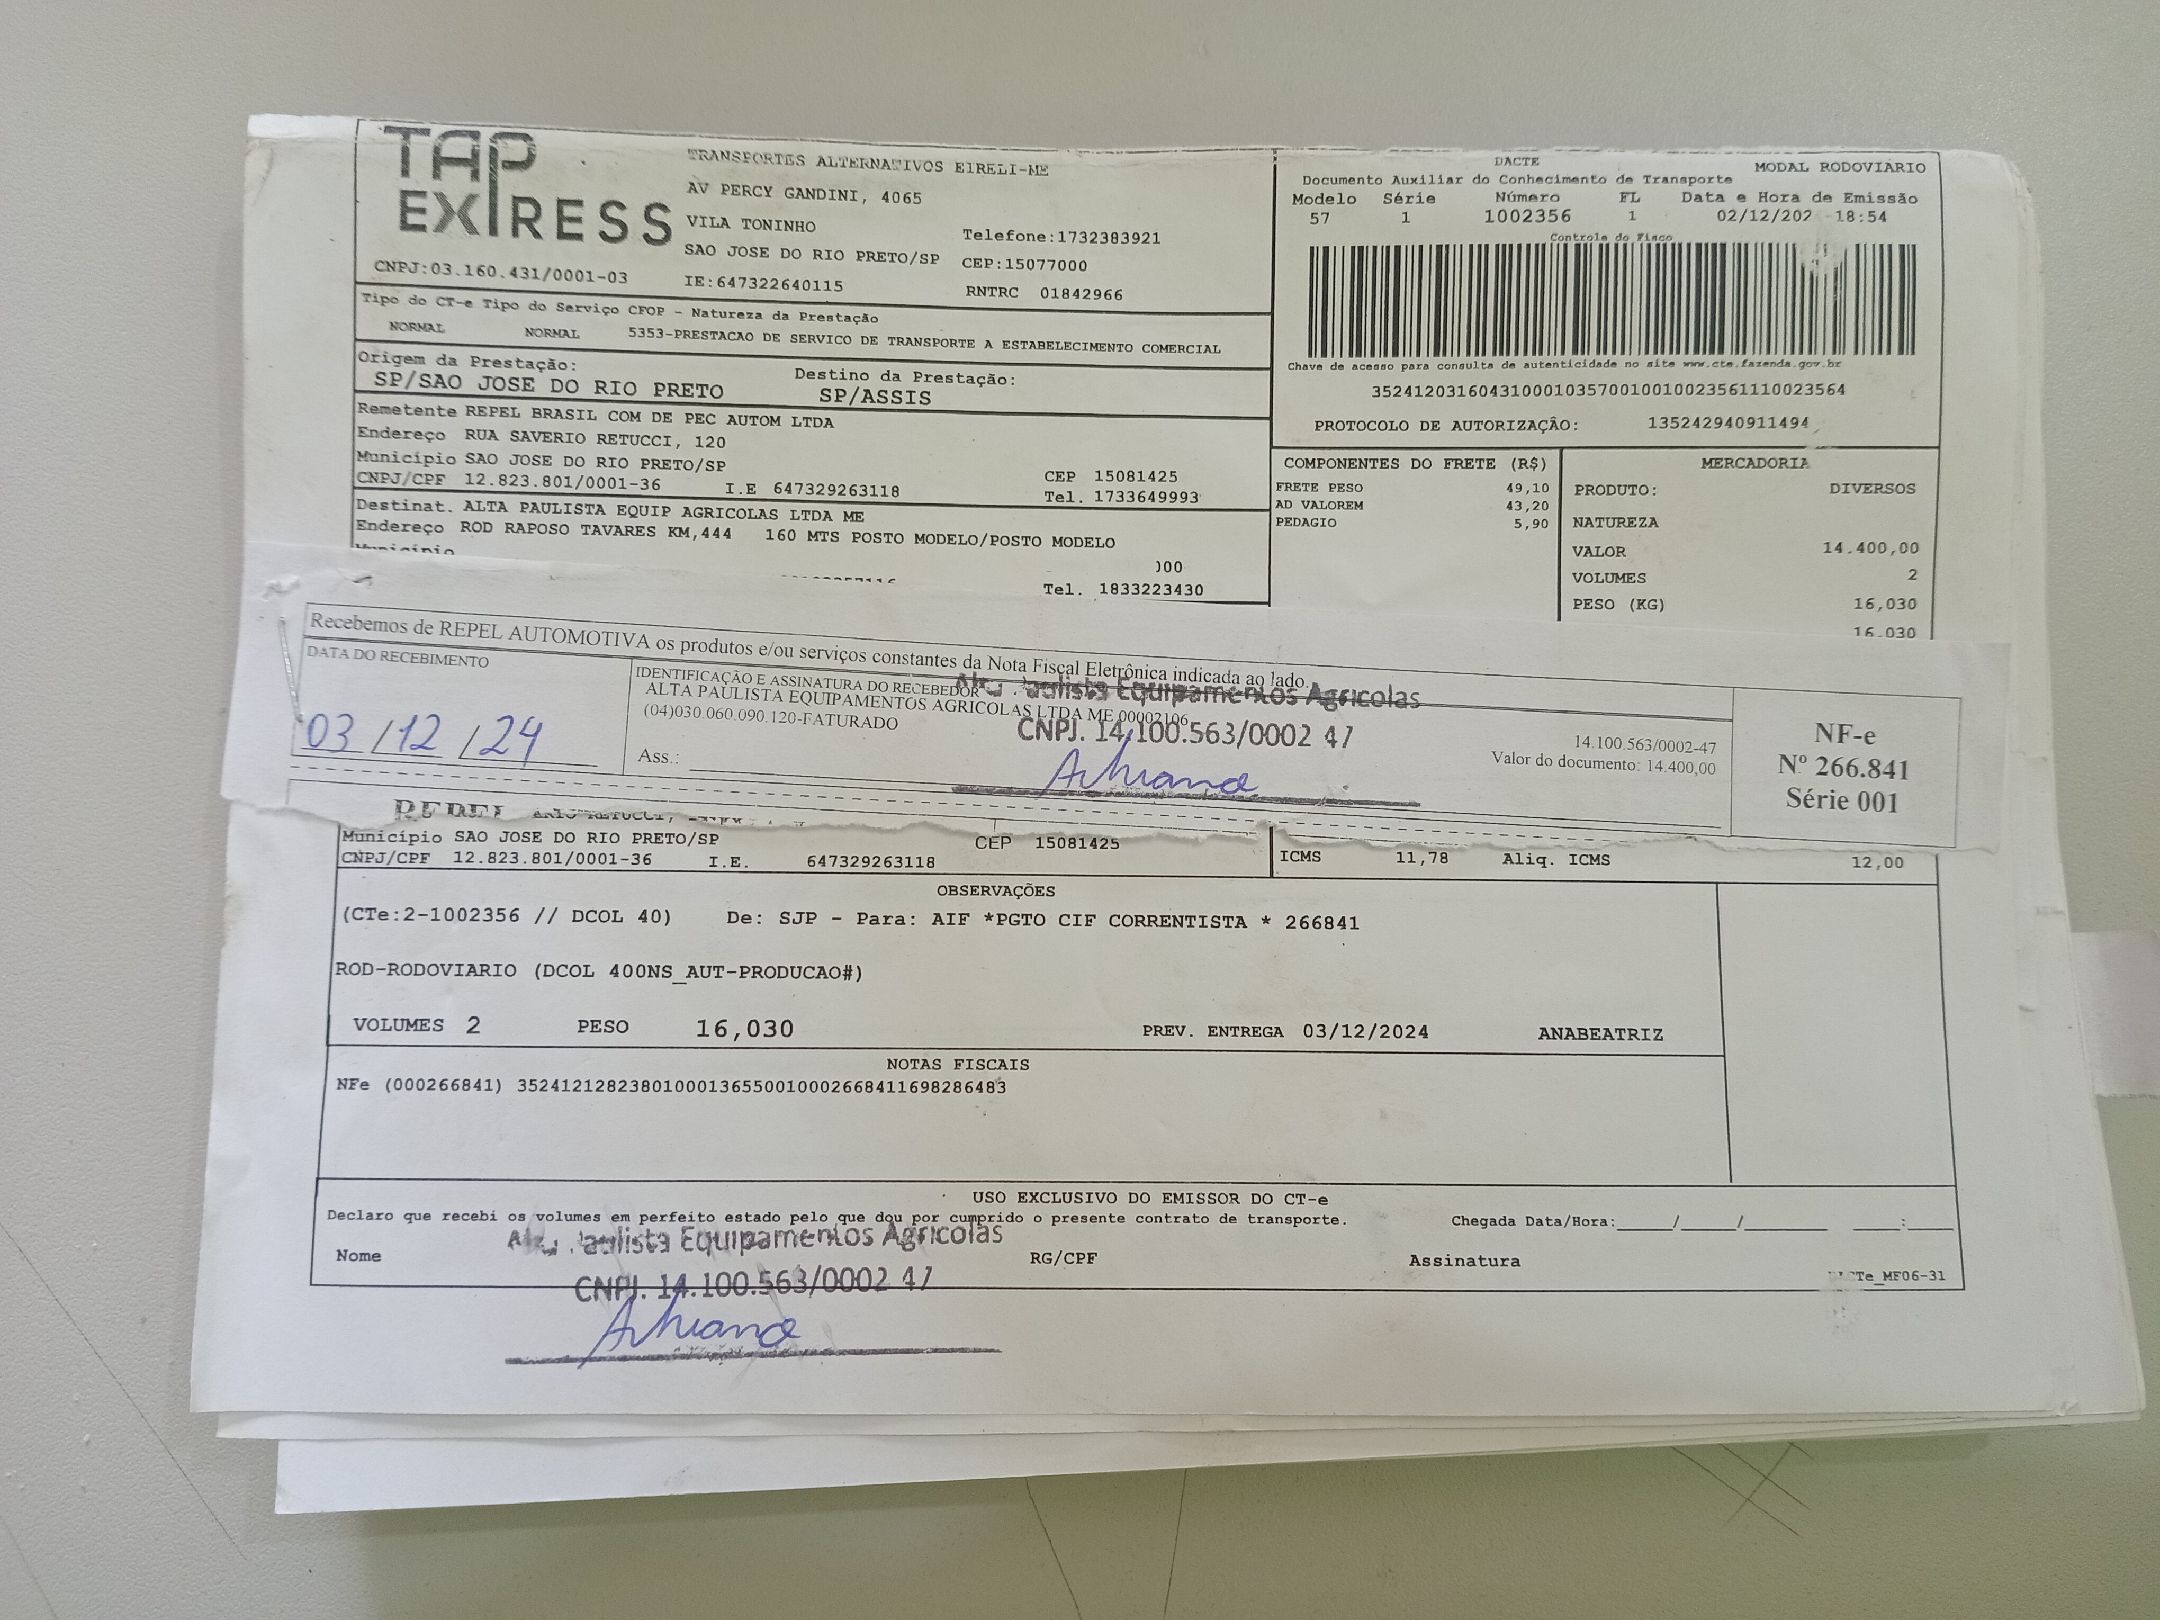 TAP EXPRESS
TRANSPORTES ALTERNATIVOS EIRELI-ME
AV PERCY GANDINI, 4065
VILA TONINHO
Telefone:1732383921
SAO JOSE DO RIO PRETO/SP CEP:15077000
CNPJ:03.160.431/0001-03 IE:647322640115 RNTRC 01842966
Tipo do CT-e Tipo do Serviço CFOP - Natureza da Prestação
NORMAL NORMAL 5353-PRESTACAO DE SERVICO DE TRANSPORTE A ESTABELECIMENTO COMERCIAL
Origem da Prestação: Destino da Prestação:
SP/SAO JOSE DO RIO PRETO SP/ASSIS
Remetente REPEL BRASIL COM DE PEC AUTOM LTDA
Endereço RUA SAVERIO RETUCCI, 120
Município SAO JOSE DO RIO PRETO/SP CEP 15081425
CNPJ/CPF 12.823.801/0001-36 I.E 647329263118 Tel. 1733649993
Destinat. ALTA PAULISTA EQUIP AGRICOLAS LTDA ME
Endereço ROD RAPOSO TAVARES KM,444 160 MTS POSTO MODELO/POSTO MODELO
Município
Tel. 1833223430
DACTE MODAL RODOVIARIO
Documento Auxiliar do Conhecimento de Transporte
Modelo Série Número FL Data e Hora de Emissão
57 1 1002356 1 02/12/202 18:54
Controle do Fisco
Chave de acesso para consulta de autenticidade no site www.cte.fazenda.gov.br
35241203160431000103570010010023561110023564
PROTOCOLO DE AUTORIZAÇÃO: 135242940911494
COMPONENTES DO FRETE (R$)
FRETE PESO 49,10
AD VALOREM 43,20
PEDAGIO 5,90
MERCADORIA
PRODUTO: DIVERSOS
NATUREZA
VALOR 14.400,00
VOLUMES 2
PESO (KG) 16,030
16,030
Recebemos de REPEL AUTOMOTIVA os produtos e/ou serviços constantes da Nota Fiscal Eletrônica indicada ao lado.
DATA DO RECEBIMENTO
03/12/24
IDENTIFICAÇÃO E ASSINATURA DO RECEBEDOR
ALTA PAULISTA EQUIPAMENTOS AGRICOLAS LTDA ME 00002106
(04)030.060.090.120-FATURADO
Paulista Equipamentos Agricolas
CNPJ. 14.100.563/0002 47
14.100.563/0002-47
Ass.: Valor do documento: 14.400,00
NF-e
Nº 266.841
Série 001
REPEL
RETUCCI,
Município SAO JOSE DO RIO PRETO/SP CEP 15081425
CNPJ/CPF 12.823.801/0001-36 I.E. 647329263118
ICMS 11,78 Aliq. ICMS 12,00
OBSERVAÇÕES
(CTe:2-1002356 // DCOL 40) De: SJP - Para: AIF *PGTO CIF CORRENTISTA * 266841
ROD-RODOVIARIO (DCOL 400NS_AUT-PRODUCAO#)
VOLUMES 2 PESO 16,030 PREV. ENTREGA 03/12/2024 ANABEATRIZ
NOTAS FISCAIS
NFe (000266841) 35241212823801000136550010002668411698286483
USO EXCLUSIVO DO EMISSOR DO CT-e
Declaro que recebi os volumes em perfeito estado pelo que dou por cumprido o presente contrato de transporte. Chegada Data/Hora:____/____/____ ____:____
Paulista Equipamentos Agricolas
Nome RG/CPF Assinatura
CTe_MF06-31
CNPJ. 14.100.563/0002 47